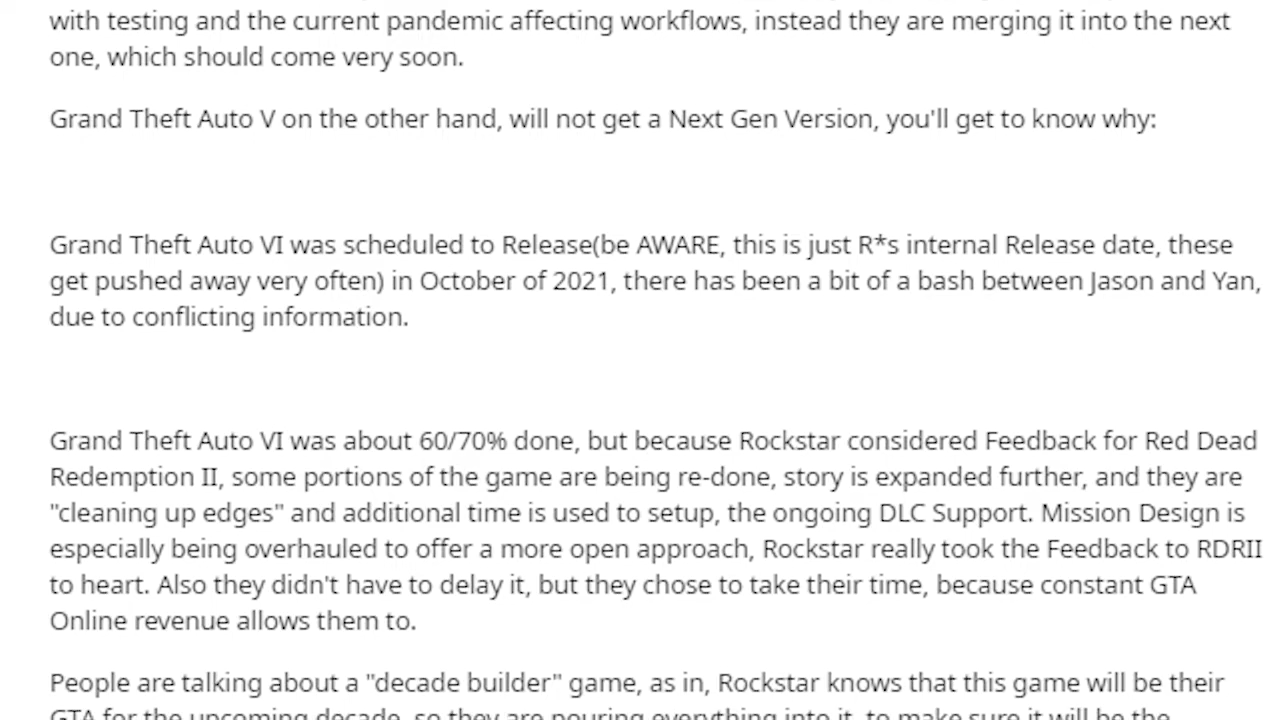 with testing and the current pandemic affecting workflows, instead they are merging it into the next
one, which should come very soon.
Grand Theft Auto V on the other hand, will not get a Next Gen Version, you'll get to know why:
Grand Theft Auto VI was scheduled to Release(be AWARE, this is just R*s internal Release date, these
get pushed away very often) in October of 2021, there has been a bit of a bash between Jason and Yan,
due to conflicting information.
Grand Theft Auto VI was about 60/70% done, but because Rockstar considered Feedback for Red Dead
Redemption II, some portions of the game are being re-done, story is expanded further, and they are
"cleaning up edges" and additional time is used to setup, the ongoing DLC Support. Mission Design is
especially being overhauled to offer a more open approach, Rockstar really took the Feedback to RDRII
to heart. Also they didn't have to delay it, but they chose to take their time, because constant GTA
Online revenue allows them to.
People are talking about a "decade builder" game, as in, Rockstar knows that this game will be their
GTA for the upcoming decade, so they are pouring everything into it, to make sure it will be the